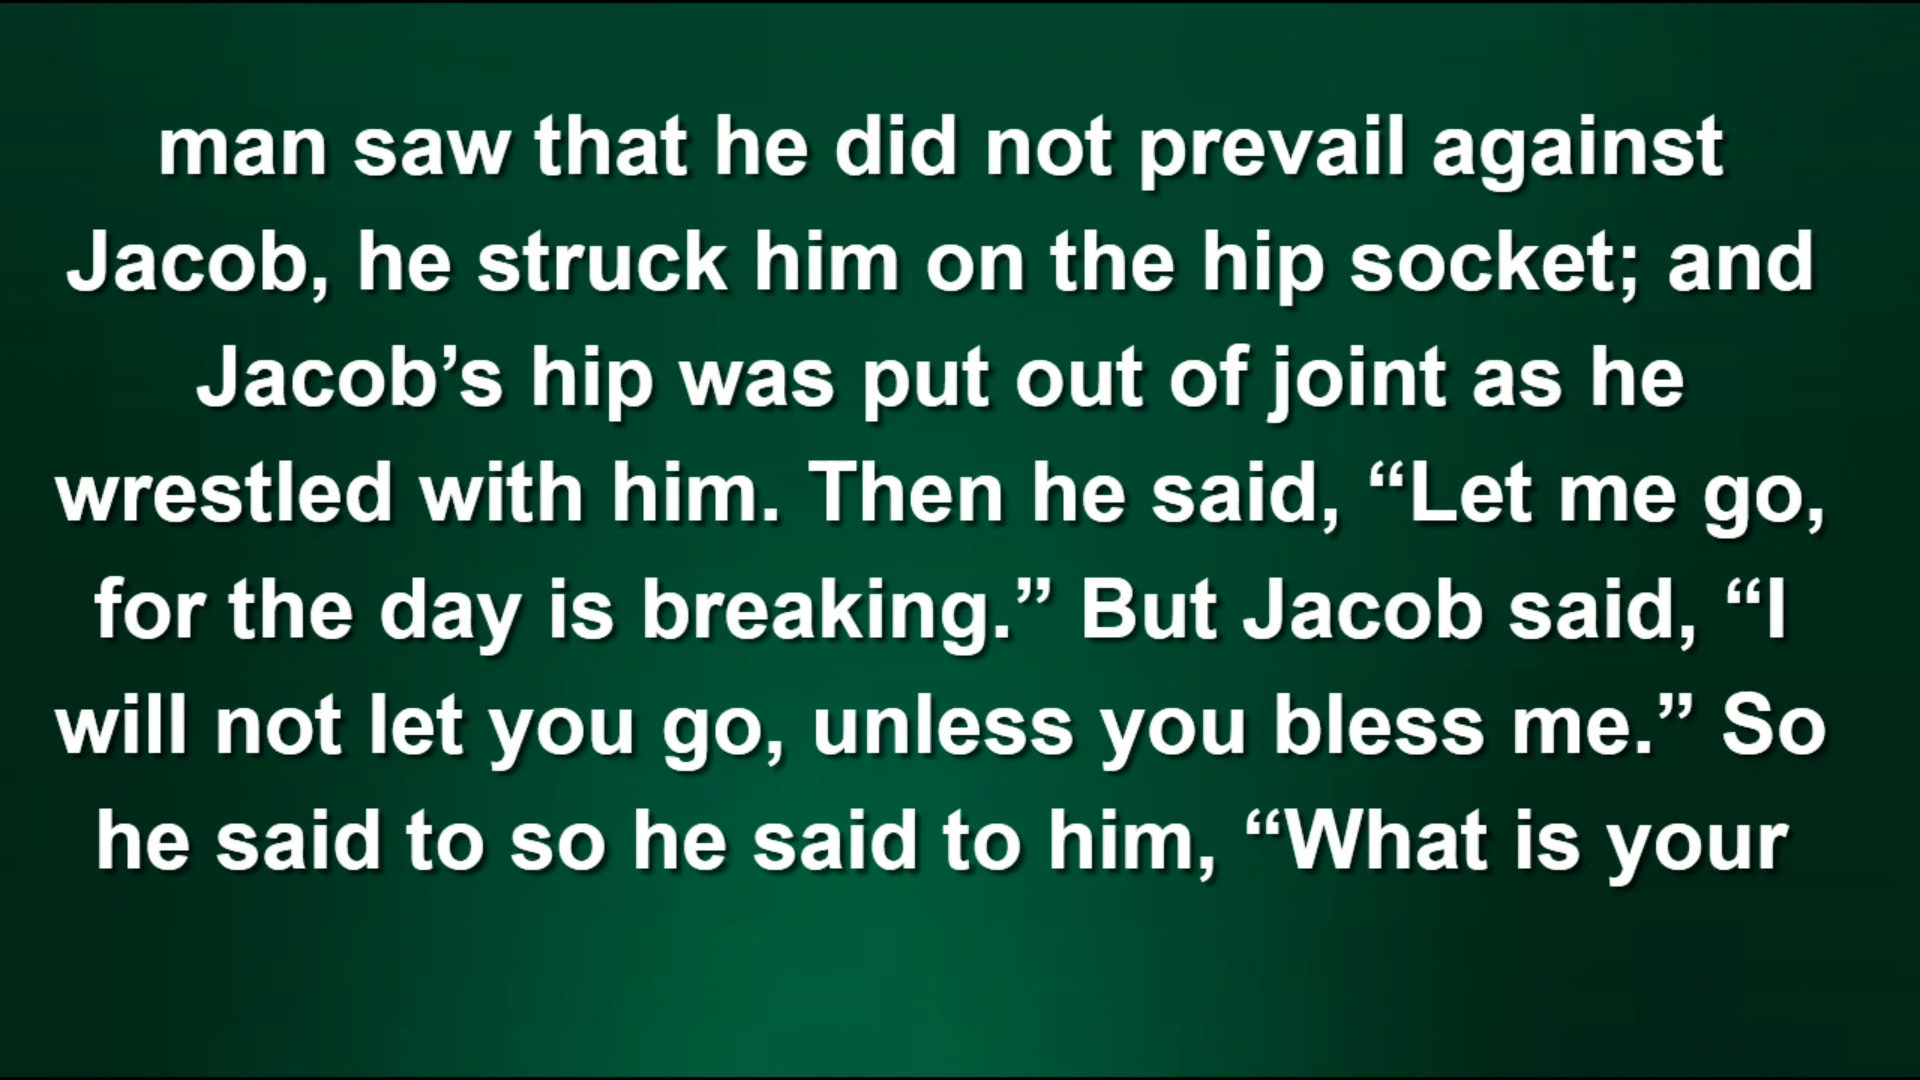 man saw that he did not prevail against
Jacob, he struck him on the hip socket; and
Jacob’s hip was put out of joint as he
wrestled with him. Then he said, “Let me go,
for the day is breaking.” But Jacob said, “I
will not let you go, unless you bless me.” So
he said to so he said to him, “What is your